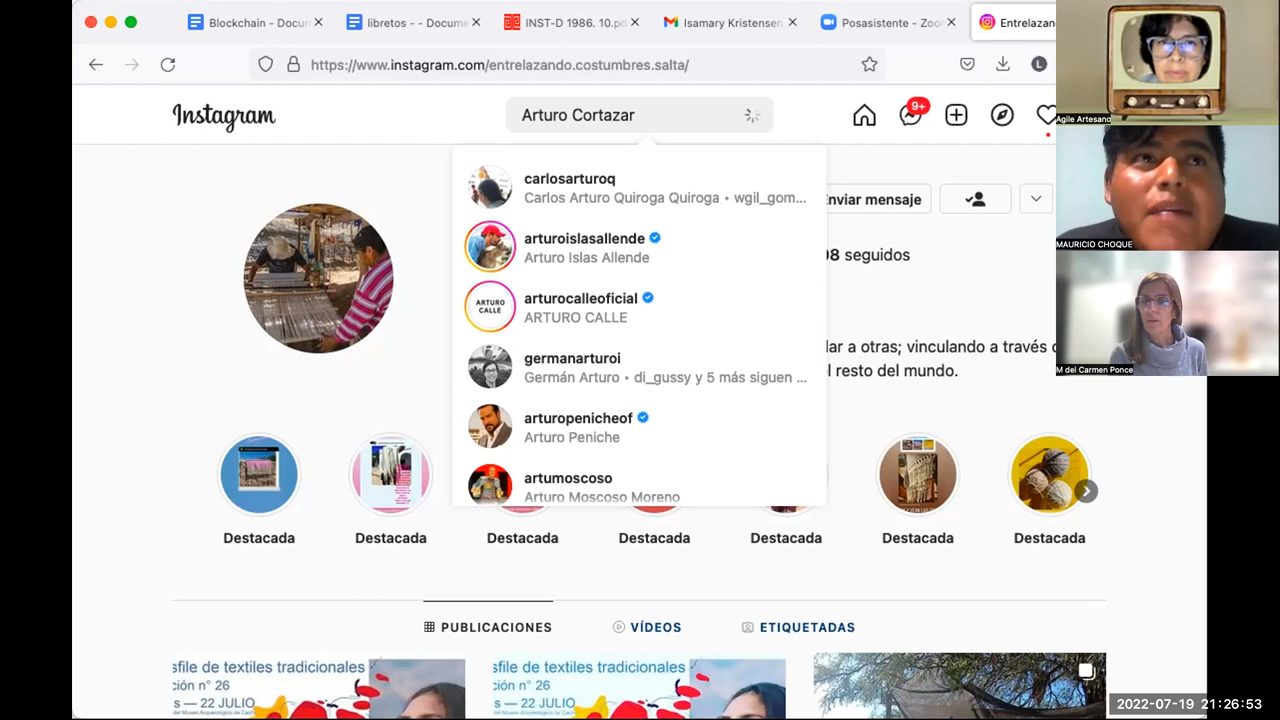 Blockchain - Docun
libretos - - Docume
INST-D 1986. 10.pd
Isamary Kristensen
Posasistente - Zoo
Entrelazando
https://www.instagram.com/entrelazando.costumbres.salta/
Instagram
Arturo Cortazar
9+
carlosarturoq
Carlos Arturo Quiroga Quiroga • wgil_gom...
arturoislasallende
Arturo Islas Allende
ARTURO CALLE
arturocalleoficial
ARTURO CALLE
germanarturoi
Germán Arturo • di_gussy y 5 más siguen ...
arturopenicheof
Arturo Peniche
artumoscoso
Arturo Moscoso Moreno
nviar mensaje
98 seguidos
lar a otras; vinculando a través
l resto del mundo.
Destacada
Destacada
Destacada
Destacada
Destacada
Destacada
Destacada
PUBLICACIONES
VÍDEOS
ETIQUETADAS
sfile de textiles tradicionales
ción n° 26
s — 22 JULIO
sfile de textiles tradicionales
ción n° 26
s — 22 JULIO
Agile Artesano
MAURICIO CHOQUE
M del Carmen Ponce
2022-07-19 21:26:53